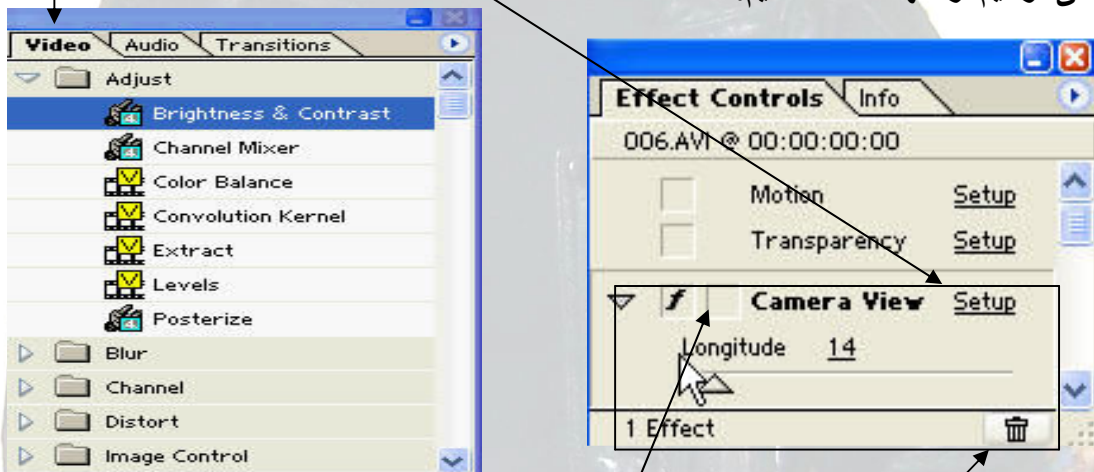 Video Audio Transitions
Adjust
Brightness & Contrast
Channel Mixer
Color Balance
Convolution Kernel
Extract
Levels
Posterize
Blur
Channel
Distort
Image Control
Effect Controls Info
006.AVI @ 00:00:00:00
Motion Setup
Transparency Setup
f Camera View Setup
Longitude 14
1 Effect